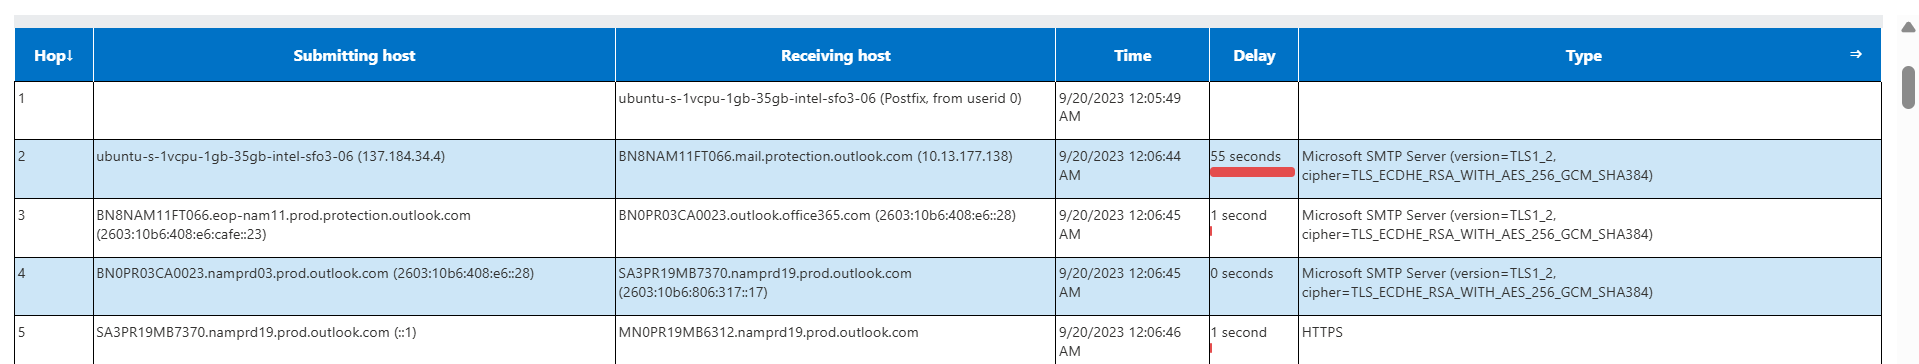 Hop↓ Submitting host Receiving host Time Delay Type ⇒
1 ubuntu-s-1vcpu-1gb-35gb-intel-sfo3-06 (Postfix, from userid 0) 9/20/2023 12:05:49
AM
2 ubuntu-s-1vcpu-1gb-35gb-intel-sfo3-06 (137.184.34.4) BN8NAM11FT066.mail.protection.outlook.com (10.13.177.138) 9/20/2023 12:06:44 55 seconds Microsoft SMTP Server (version=TLS1_2,
AM cipher=TLS_ECDHE_RSA_WITH_AES_256_GCM_SHA384)
3 BN8NAM11FT066.eop-nam11.prod.protection.outlook.com BN0PR03CA0023.outlook.office365.com (2603:10b6:408:e6::28) 9/20/2023 12:06:45 1 second Microsoft SMTP Server (version=TLS1_2,
(2603:10b6:408:e6:cafe::23) AM cipher=TLS_ECDHE_RSA_WITH_AES_256_GCM_SHA384)
4 BN0PR03CA0023.namprd03.prod.outlook.com (2603:10b6:408:e6::28) SA3PR19MB7370.namprd19.prod.outlook.com 9/20/2023 12:06:45 0 seconds Microsoft SMTP Server (version=TLS1_2,
(2603:10b6:806:317::17) AM cipher=TLS_ECDHE_RSA_WITH_AES_256_GCM_SHA384)
5 SA3PR19MB7370.namprd19.prod.outlook.com (::1) MN0PR19MB6312.namprd19.prod.outlook.com 9/20/2023 12:06:46 1 second HTTPS
AM